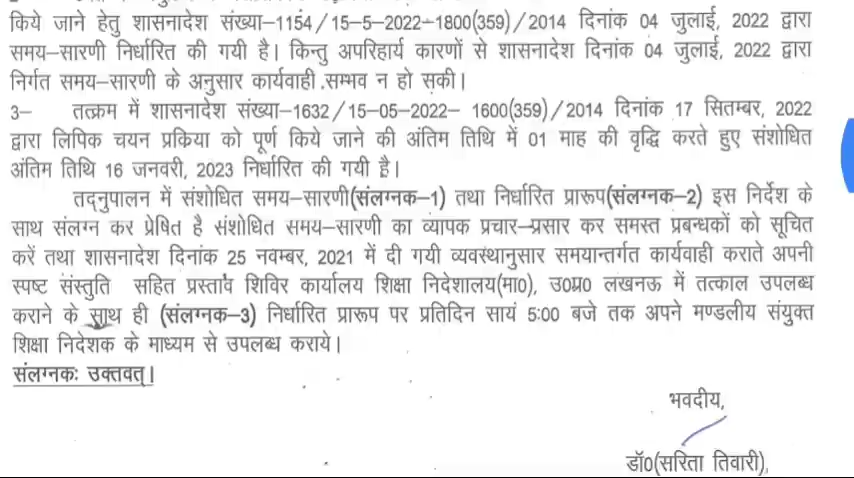 किये जाने हेतु शासनादेश संख्या–1154/15-5-2022-1800(359)/2014 दिनांक 04 जुलाई, 2022 द्वारा
समय–सारणी निर्धारित की गयी है। किन्तु अपरिहार्य कारणों से शासनादेश दिनांक 04 जुलाई, 2022 द्वारा
निर्गत समय–सारणी के अनुसार कार्यवाही सम्भव न हो सकी।
3– तत्क्रम में शासनादेश संख्या–1632/15-05-2022- 1600(359)/2014 दिनांक 17 सितम्बर, 2022
द्वारा लिपिक चयन प्रकिया को पूर्ण किये जाने की अंतिम तिथि में 01 माह की वृद्धि करते हुए संशोधित
अंतिम तिथि 16 जनवरी, 2023 निर्धारित की गयी है।
तद्नुपालन में संशोधित समय–सारणी(संलग्नक–1) तथा निर्धारित प्रारूप(संलग्नक–2) इस निर्देश के
साथ संलग्न कर प्रेषित है संशोधित समय–सारणी का व्यापक प्रचार–प्रसार कर समस्त प्रबन्धकों को सूचित
करें तथा शासनादेश दिनांक 25 नवम्बर, 2021 में दी गयी व्यवस्थानुसार समयान्तर्गत कार्यवाही कराते अपनी
स्पष्ट संस्तुति सहित प्रस्ताव शिविर कार्यालय शिक्षा निदेशालय(मा0), उ0प्र0 लखनऊ में तत्काल उपलब्ध
कराने के साथ ही (संलग्नक–3) निर्धारित प्रारूप पर प्रतिदिन सायं 5:00 बजे तक अपने मण्डलीय संयुक्त
शिक्षा निदेशक के माध्यम से उपलब्ध कराये।
संलग्नकः उक्तवत्।
भवदीय,
डॉ0(सरिता तिवारी),